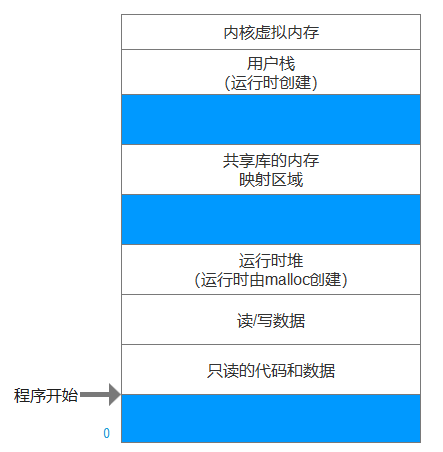 内核虚拟内存
用户栈
（运行时创建）
共享库的内存
映射区域
运行时堆
（运行时由malloc创建）
读/写数据
只读的代码和数据
程序开始
0